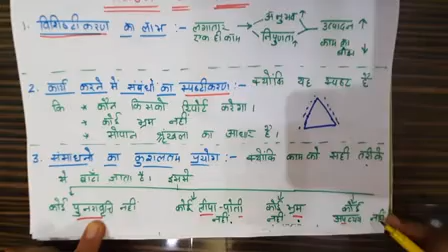 1. विशिष्टीकरण का लाभ :- लगातार एक ही काम → अनुभव ↑ निपुणता ↑ → उत्पादन ↑ काम का बोझ ↓
2. कार्य करने में संबंधों का स्पष्टीकरण :- क्योंकि यह स्पष्ट है
कि * कौन किसको रिपोर्ट करेगा।
* कोई भ्रम नहीं
* सोपान श्रृंखला का आधार है।
3. संसाधनों का कुशलतम प्रयोग :- क्योंकि काम को सही तरीके
से बाँटा जाता है। इसमें
कोई पुनरावृत्ति नहीं
कोई लीपा-पोती नहीं.
कोई भ्रम नहीं
कोई अपव्यय नहीं